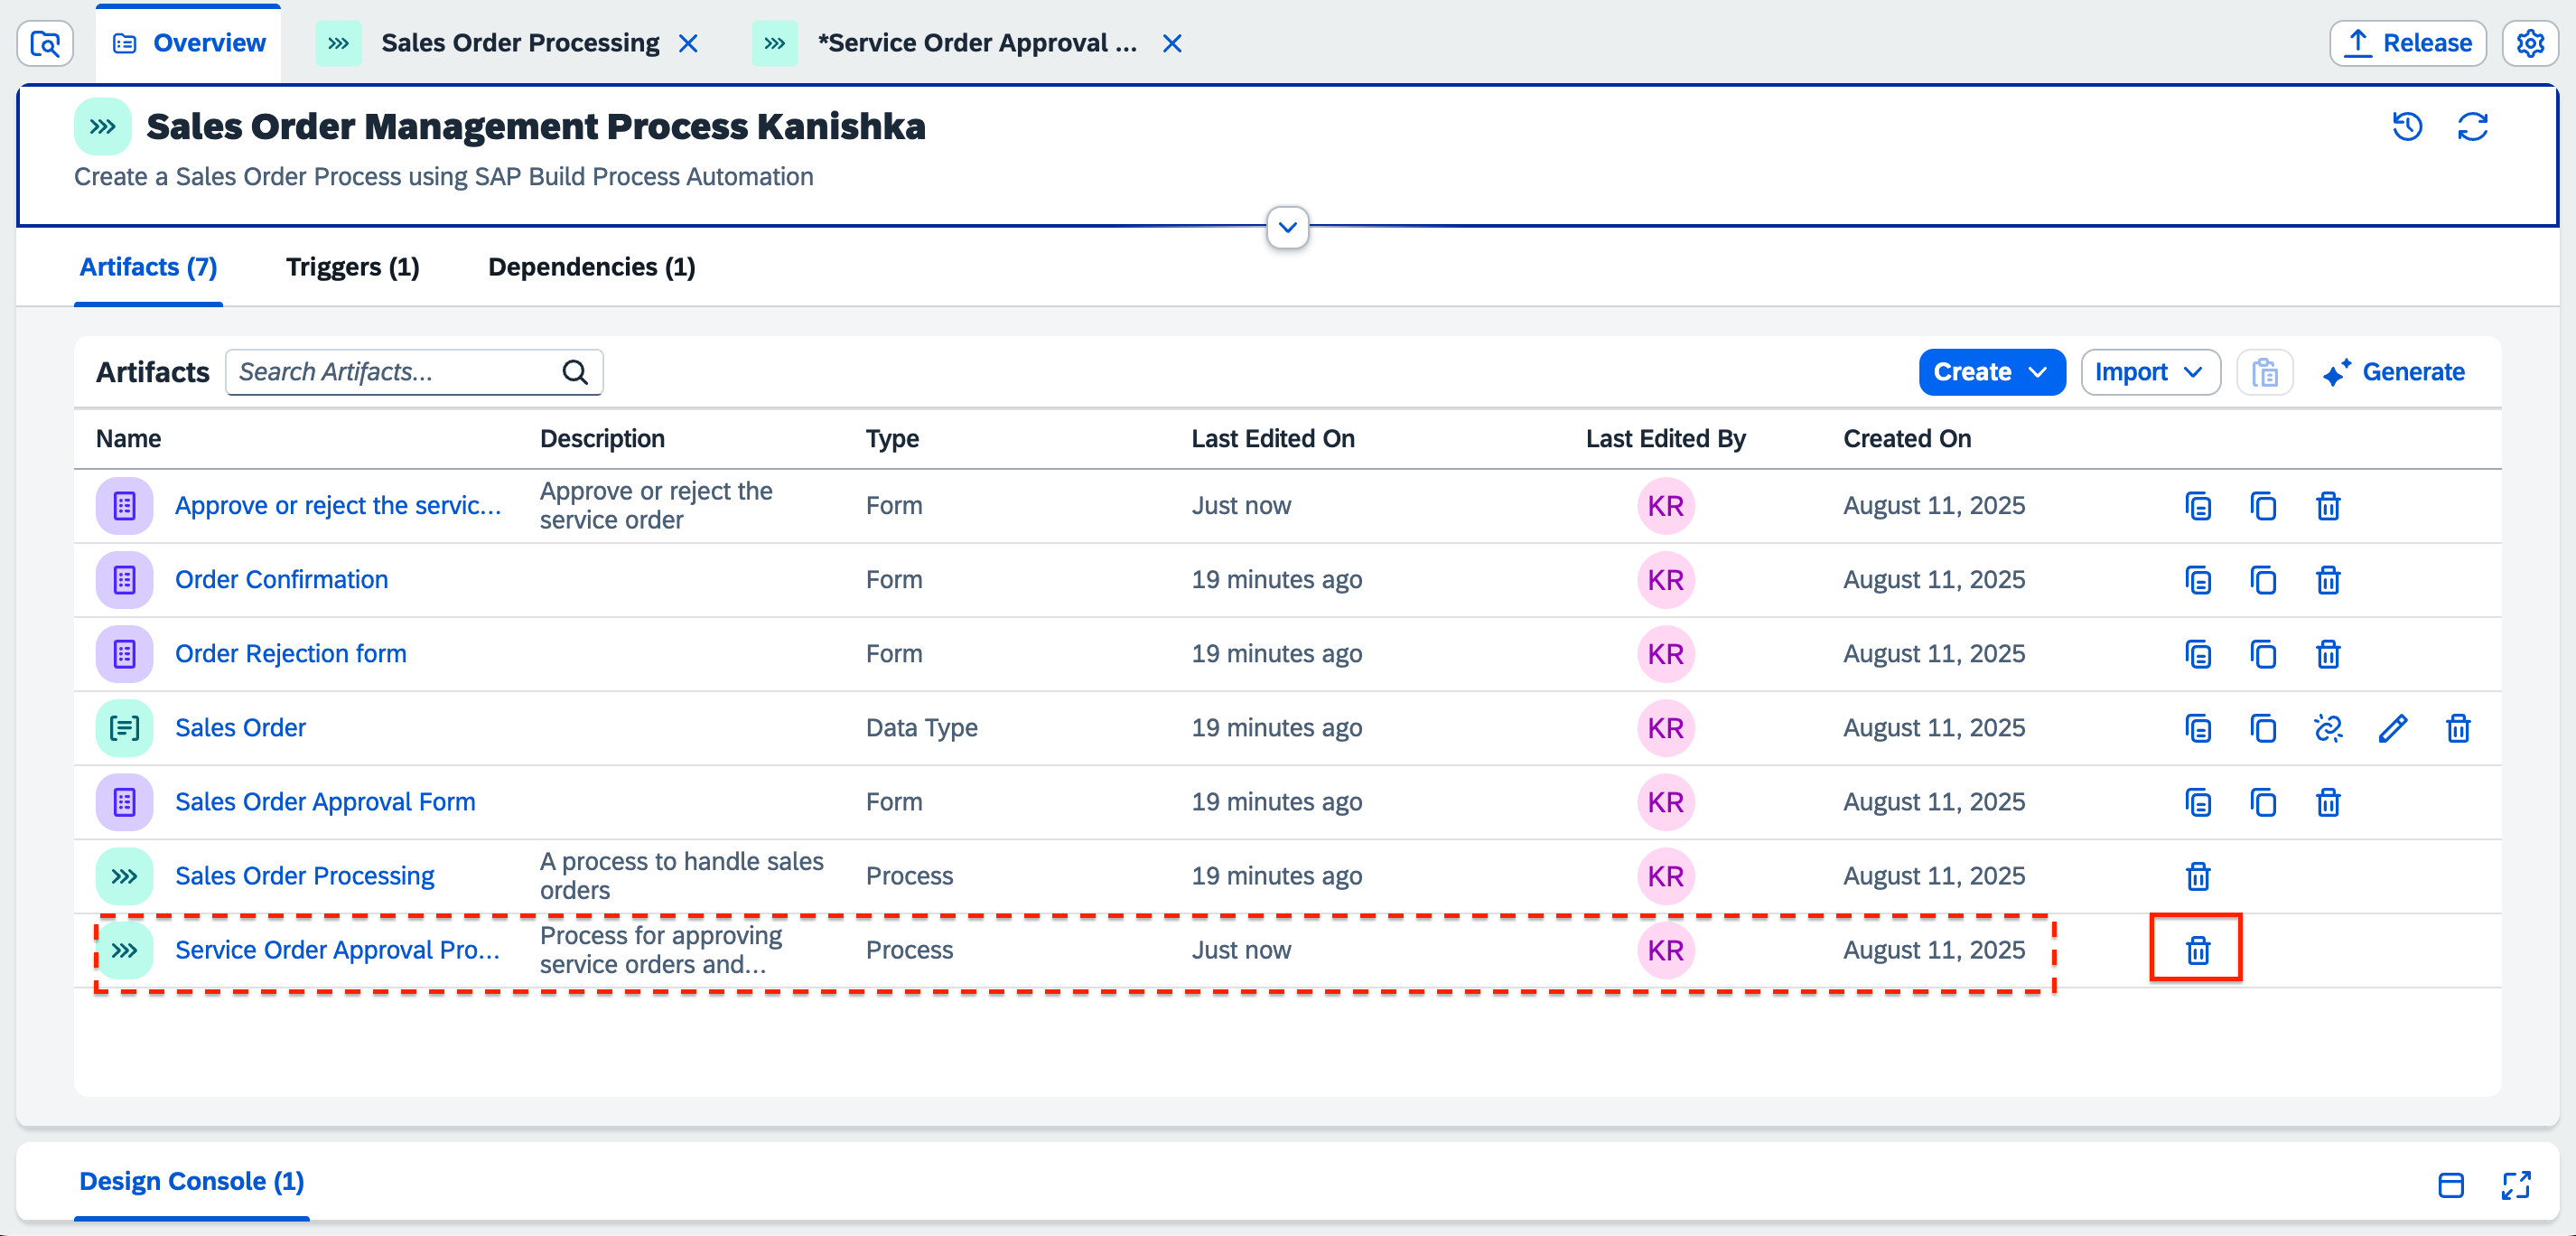 Overview
Sales Order Processing
*Service Order Approval ...
Release
Sales Order Management Process Kanishka
Create a Sales Order Process using SAP Build Process Automation
Artifacts (7)
Triggers (1)
Dependencies (1)
Artifacts
Search Artifacts...
Create
Import
Generate
Name Description Type Last Edited On Last Edited By Created On
Approve or reject the servic... Approve or reject the service order Form Just now KR August 11, 2025
Order Confirmation Form 19 minutes ago KR August 11, 2025
Order Rejection form Form 19 minutes ago KR August 11, 2025
Sales Order Data Type 19 minutes ago KR August 11, 2025
Sales Order Approval Form Form 19 minutes ago KR August 11, 2025
Sales Order Processing A process to handle sales orders Process 19 minutes ago KR August 11, 2025
Service Order Approval Pro... Process for approving service orders and... Process Just now KR August 11, 2025
Design Console (1)